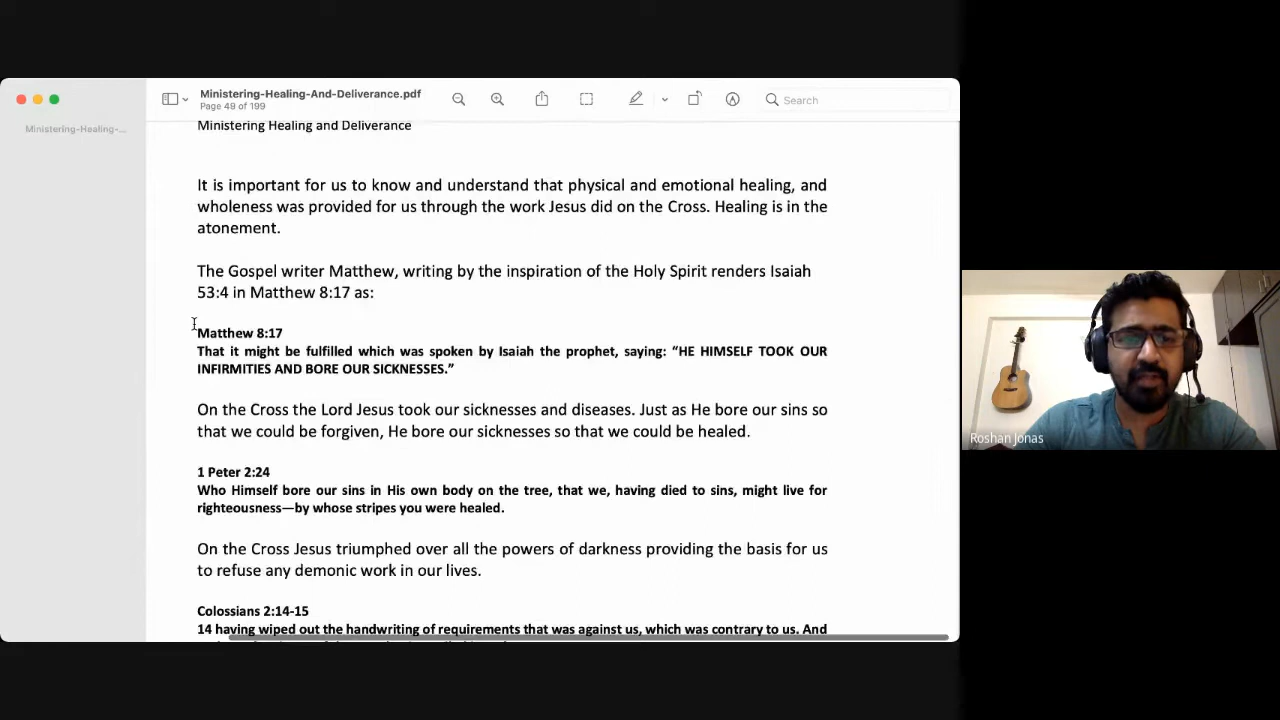 Ministering-Healing-And-Deliverance.pdf
Page 49 of 199
Search
Ministering-Healing-...
Ministering Healing and Deliverance
It is important for us to know and understand that physical and emotional healing, and
wholeness was provided for us through the work Jesus did on the Cross. Healing is in the
atonement.
The Gospel writer Matthew, writing by the inspiration of the Holy Spirit renders Isaiah
53:4 in Matthew 8:17 as:
Matthew 8:17
That it might be fulfilled which was spoken by Isaiah the prophet, saying: “HE HIMSELF TOOK OUR
INFIRMITIES AND BORE OUR SICKNESSES.”
On the Cross the Lord Jesus took our sicknesses and diseases. Just as He bore our sins so
that we could be forgiven, He bore our sicknesses so that we could be healed.
1 Peter 2:24
Who Himself bore our sins in His own body on the tree, that we, having died to sins, might live for
righteousness—by whose stripes you were healed.
On the Cross Jesus triumphed over all the powers of darkness providing the basis for us
to refuse any demonic work in our lives.
Colossians 2:14-15
14 having wiped out the handwriting of requirements that was against us, which was contrary to us. And
Roshan Jonas